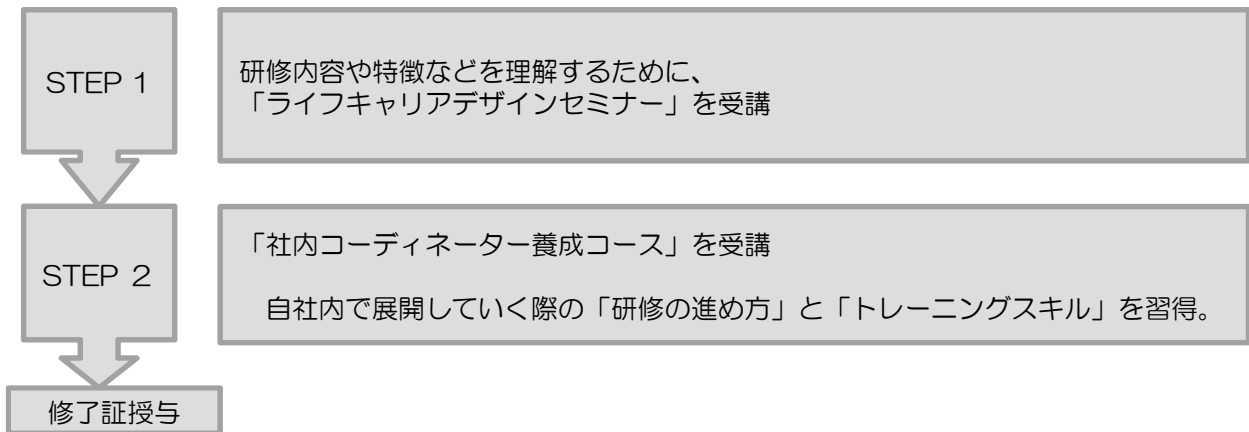 STEP 1
研修内容や特徴などを理解するために、
「ライフキャリアデザインセミナー」を受講
STEP 2
「社内コーディネーター養成コース」を受講
自社内で展開していく際の「研修の進め方」と「トレーニングスキル」を習得。
修了証授与